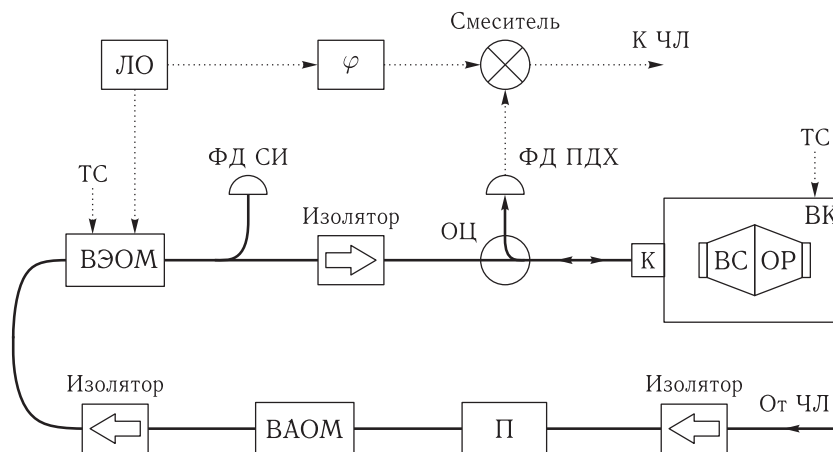 Смеситель
К ЧЛ
ЛО
φ
ТС
ФД СИ
ФД ПДХ
ТС
Изолятор
ОЦ
ВК
ВЭОМ
К
ВС
ОР
Изолятор
Изолятор
От ЧЛ
ВАОМ
П